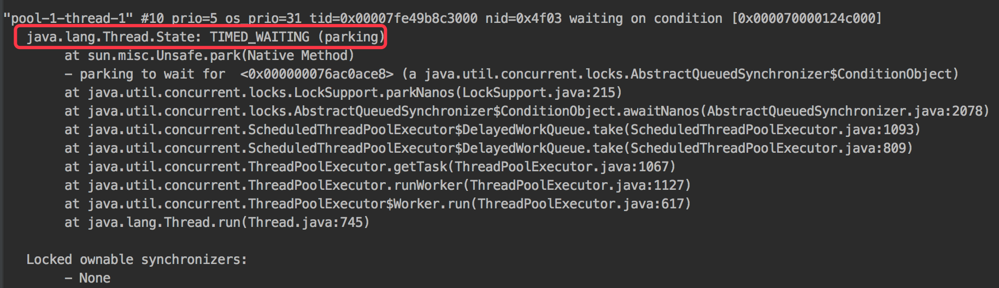 "pool-1-thread-1" #10 prio=5 os_prio=31 tid=0x00007fe49b8c3000 nid=0x4f03 waiting on condition [0x000070000124c000]
java.lang.Thread.State: TIMED_WAITING (parking)
at sun.misc.Unsafe.park(Native Method)
- parking to wait for <0x000000076ac0ace8> (a java.util.concurrent.locks.AbstractQueuedSynchronizer$ConditionObject)
at java.util.concurrent.locks.LockSupport.parkNanos(LockSupport.java:215)
at java.util.concurrent.locks.AbstractQueuedSynchronizer$ConditionObject.awaitNanos(AbstractQueuedSynchronizer.java:2078)
at java.util.concurrent.ScheduledThreadPoolExecutor$DelayedWorkQueue.take(ScheduledThreadPoolExecutor.java:1093)
at java.util.concurrent.ScheduledThreadPoolExecutor$DelayedWorkQueue.take(ScheduledThreadPoolExecutor.java:809)
at java.util.concurrent.ThreadPoolExecutor.getTask(ThreadPoolExecutor.java:1067)
at java.util.concurrent.ThreadPoolExecutor.runWorker(ThreadPoolExecutor.java:1127)
at java.util.concurrent.ThreadPoolExecutor$Worker.run(ThreadPoolExecutor.java:617)
at java.lang.Thread.run(Thread.java:745)
Locked ownable synchronizers:
- None